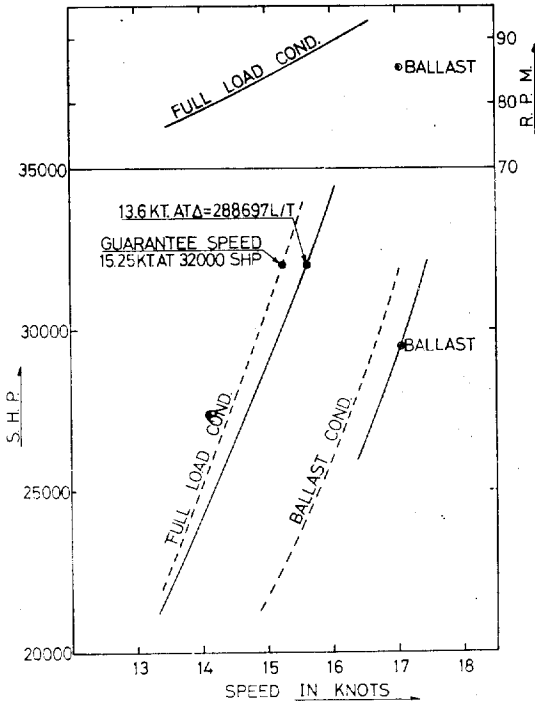 90
BALLAST
FULL LOAD COND.
80
R.P.M.
70
35000
13.6 KT. AT Δ=288697 L/T
GUARANTEE SPEED
15.25 KT. AT 32000 SHP
30000
BALLAST
S.H.P.
FULL LOAD COND.
BALLAST COND.
25000
20000
13 14 15 16 17 18
SPEED IN KNOTS